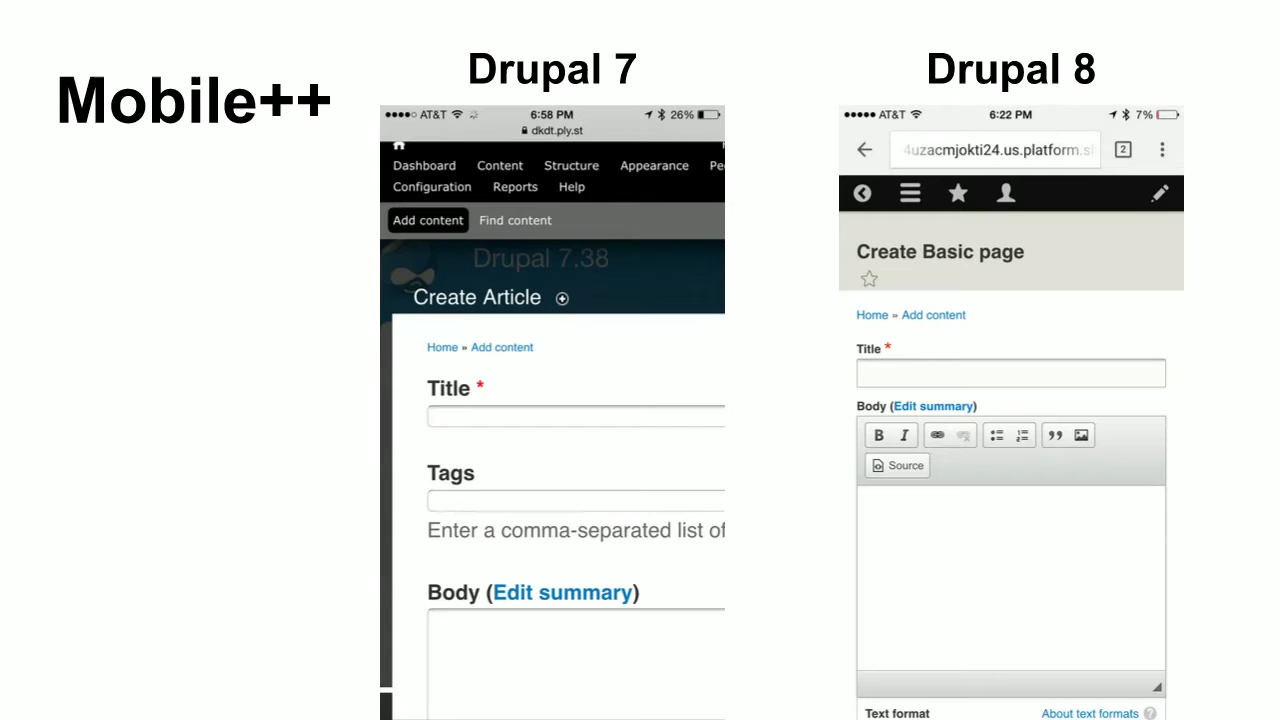 Mobile++
Drupal 7
AT&T 6:58 PM 26%
dkdt.ply.st
Dashboard Content Structure Appearance Pe
Configuration Reports Help
Add content Find content
Drupal 7.38
Create Article
Home » Add content
Title *
Tags
Enter a comma-separated list of
Body (Edit summary)
Drupal 8
AT&T 6:22 PM 7%
4uzacmjokti24.us.platform.s
2
Create Basic page
Home » Add content
Title *
Body (Edit summary)
B I
Source
Text format About text formats ?